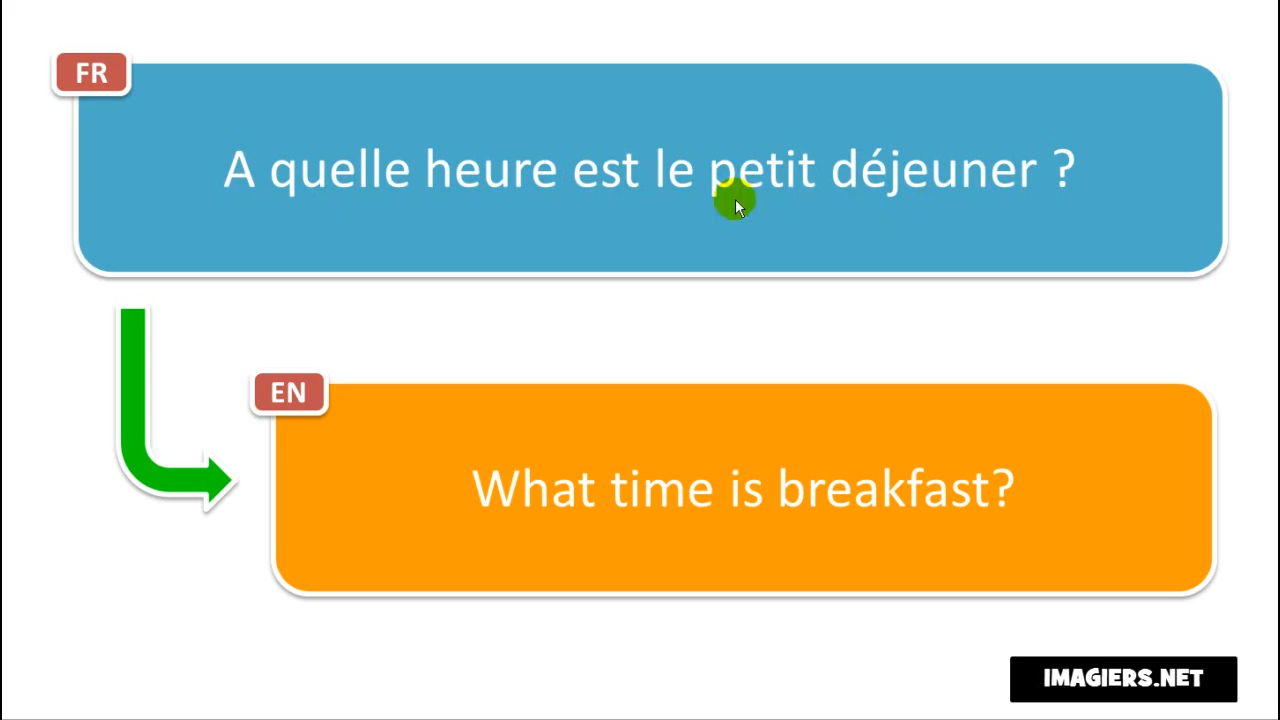 FR
A quelle heure est le petit déjeuner ?
EN
What time is breakfast?
IMAGIERS.NET